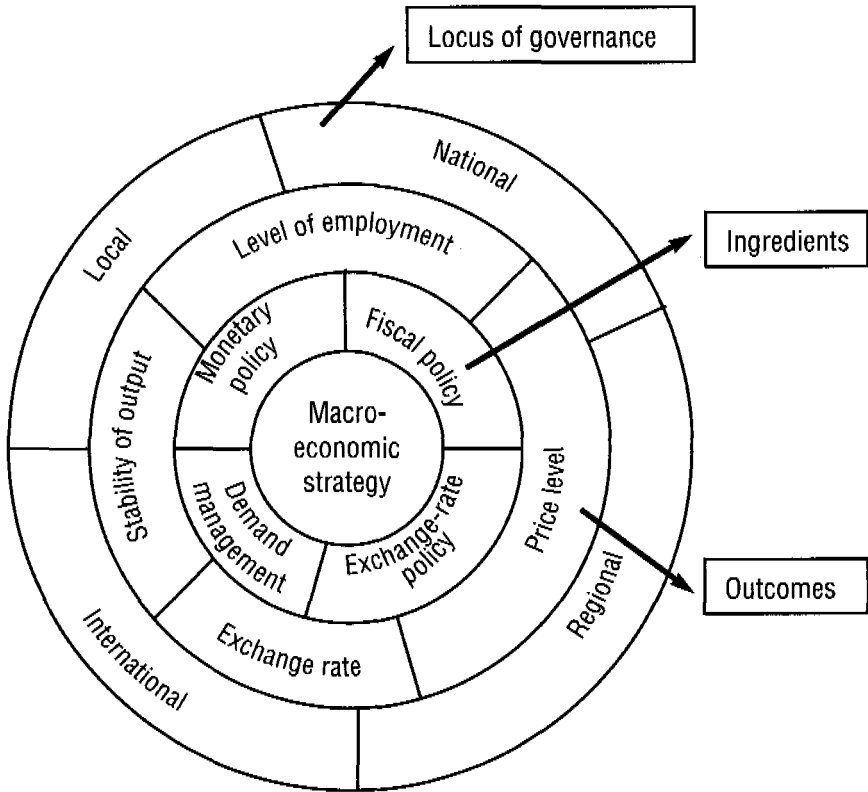 Locus of governance
National
Local
Level of employment
Ingredients
Monetary
policy
Fiscal policy
Macro-
economic
strategy
Stability of output
Price level
Demand
management
Exchange-rate
policy
Outcomes
Regional
Exchange rate
International